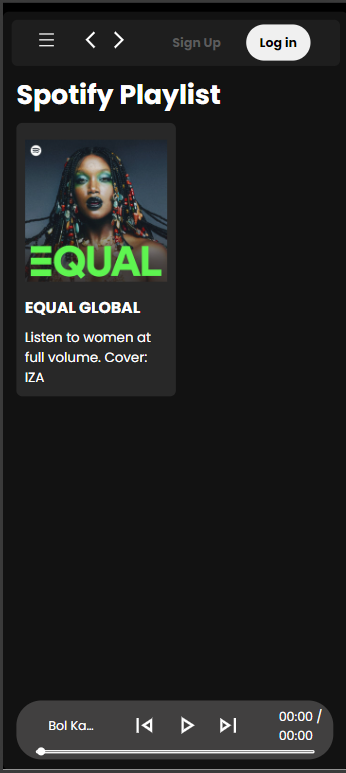 Sign Up
Log in
Spotify Playlist
EQUAL
EQUAL GLOBAL
Listen to women at
full volume. Cover:
IZA
Bol Ka...
00:00 /
00:00